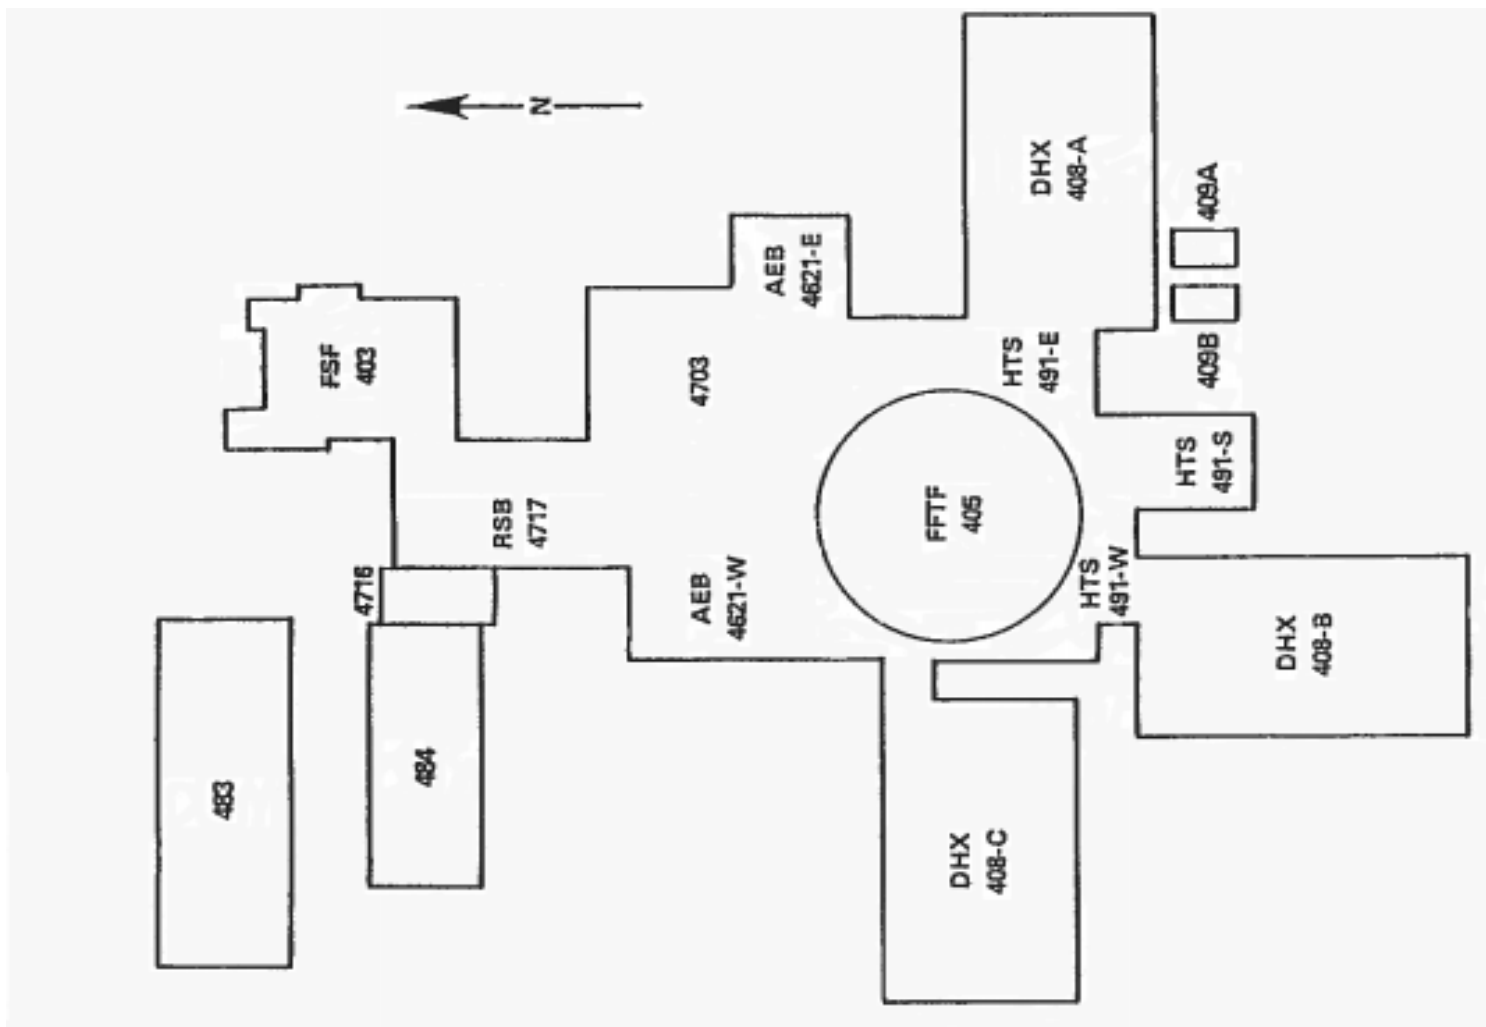 N
483
484
4716
FSF
403
RSB
4717
4703
AEB
4621-W
AEB
4621-E
FFTF
405
HTS
491-E
HTS
491-W
HTS
491-S
DHX
408-A
DHX
408-B
DHX
408-C
409A
409B